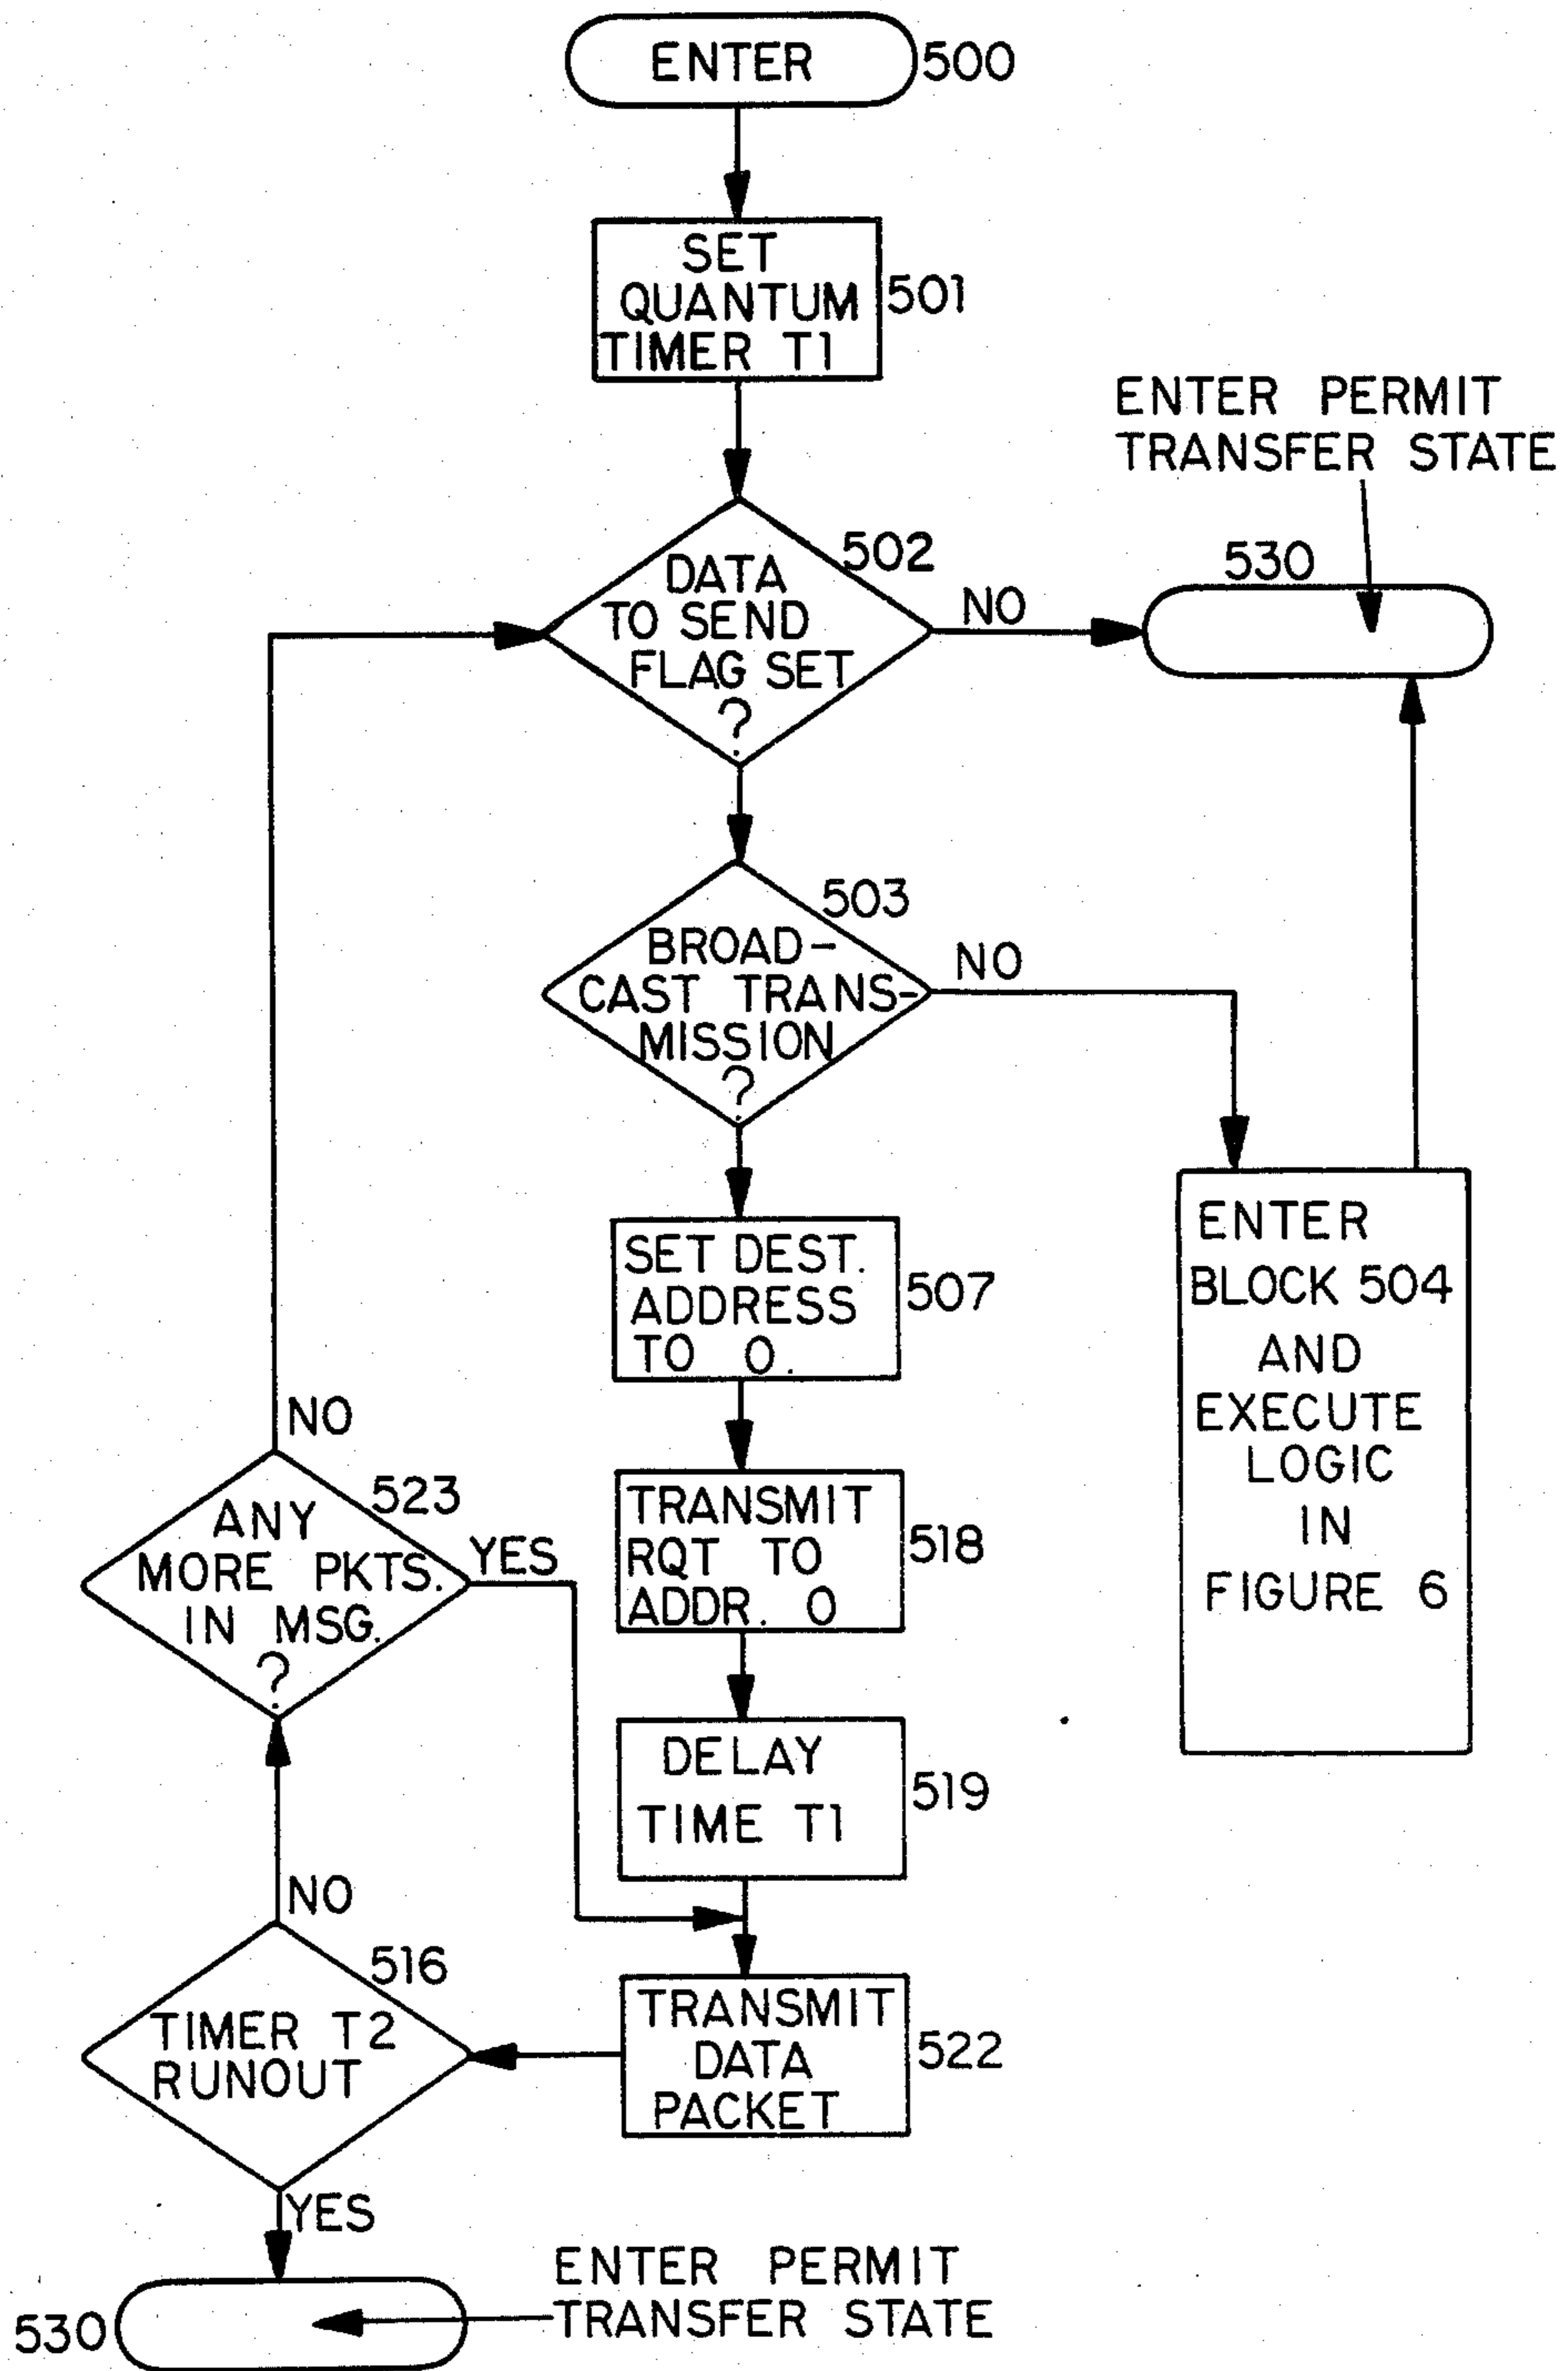 ENTER
500
SET
QUANTUM
TIMER T1
501
ENTER PERMIT
TRANSFER STATE
530
DATA
TO SEND
FLAG SET
?
502
NO
BROAD-
CAST TRANS-
MISSION
?
503
NO
SET DEST.
ADDRESS
TO 0.
507
ENTER
BLOCK 504
AND
EXECUTE
LOGIC
IN
FIGURE 6
NO
ANY
MORE PKTS.
IN MSG.
?
523
YES
TRANSMIT
RQT TO
ADDR. 0
518
DELAY
TIME T1
519
NO
TIMER T2
RUNOUT
516
TRANSMIT
DATA
PACKET
522
YES
530
ENTER PERMIT
TRANSFER STATE